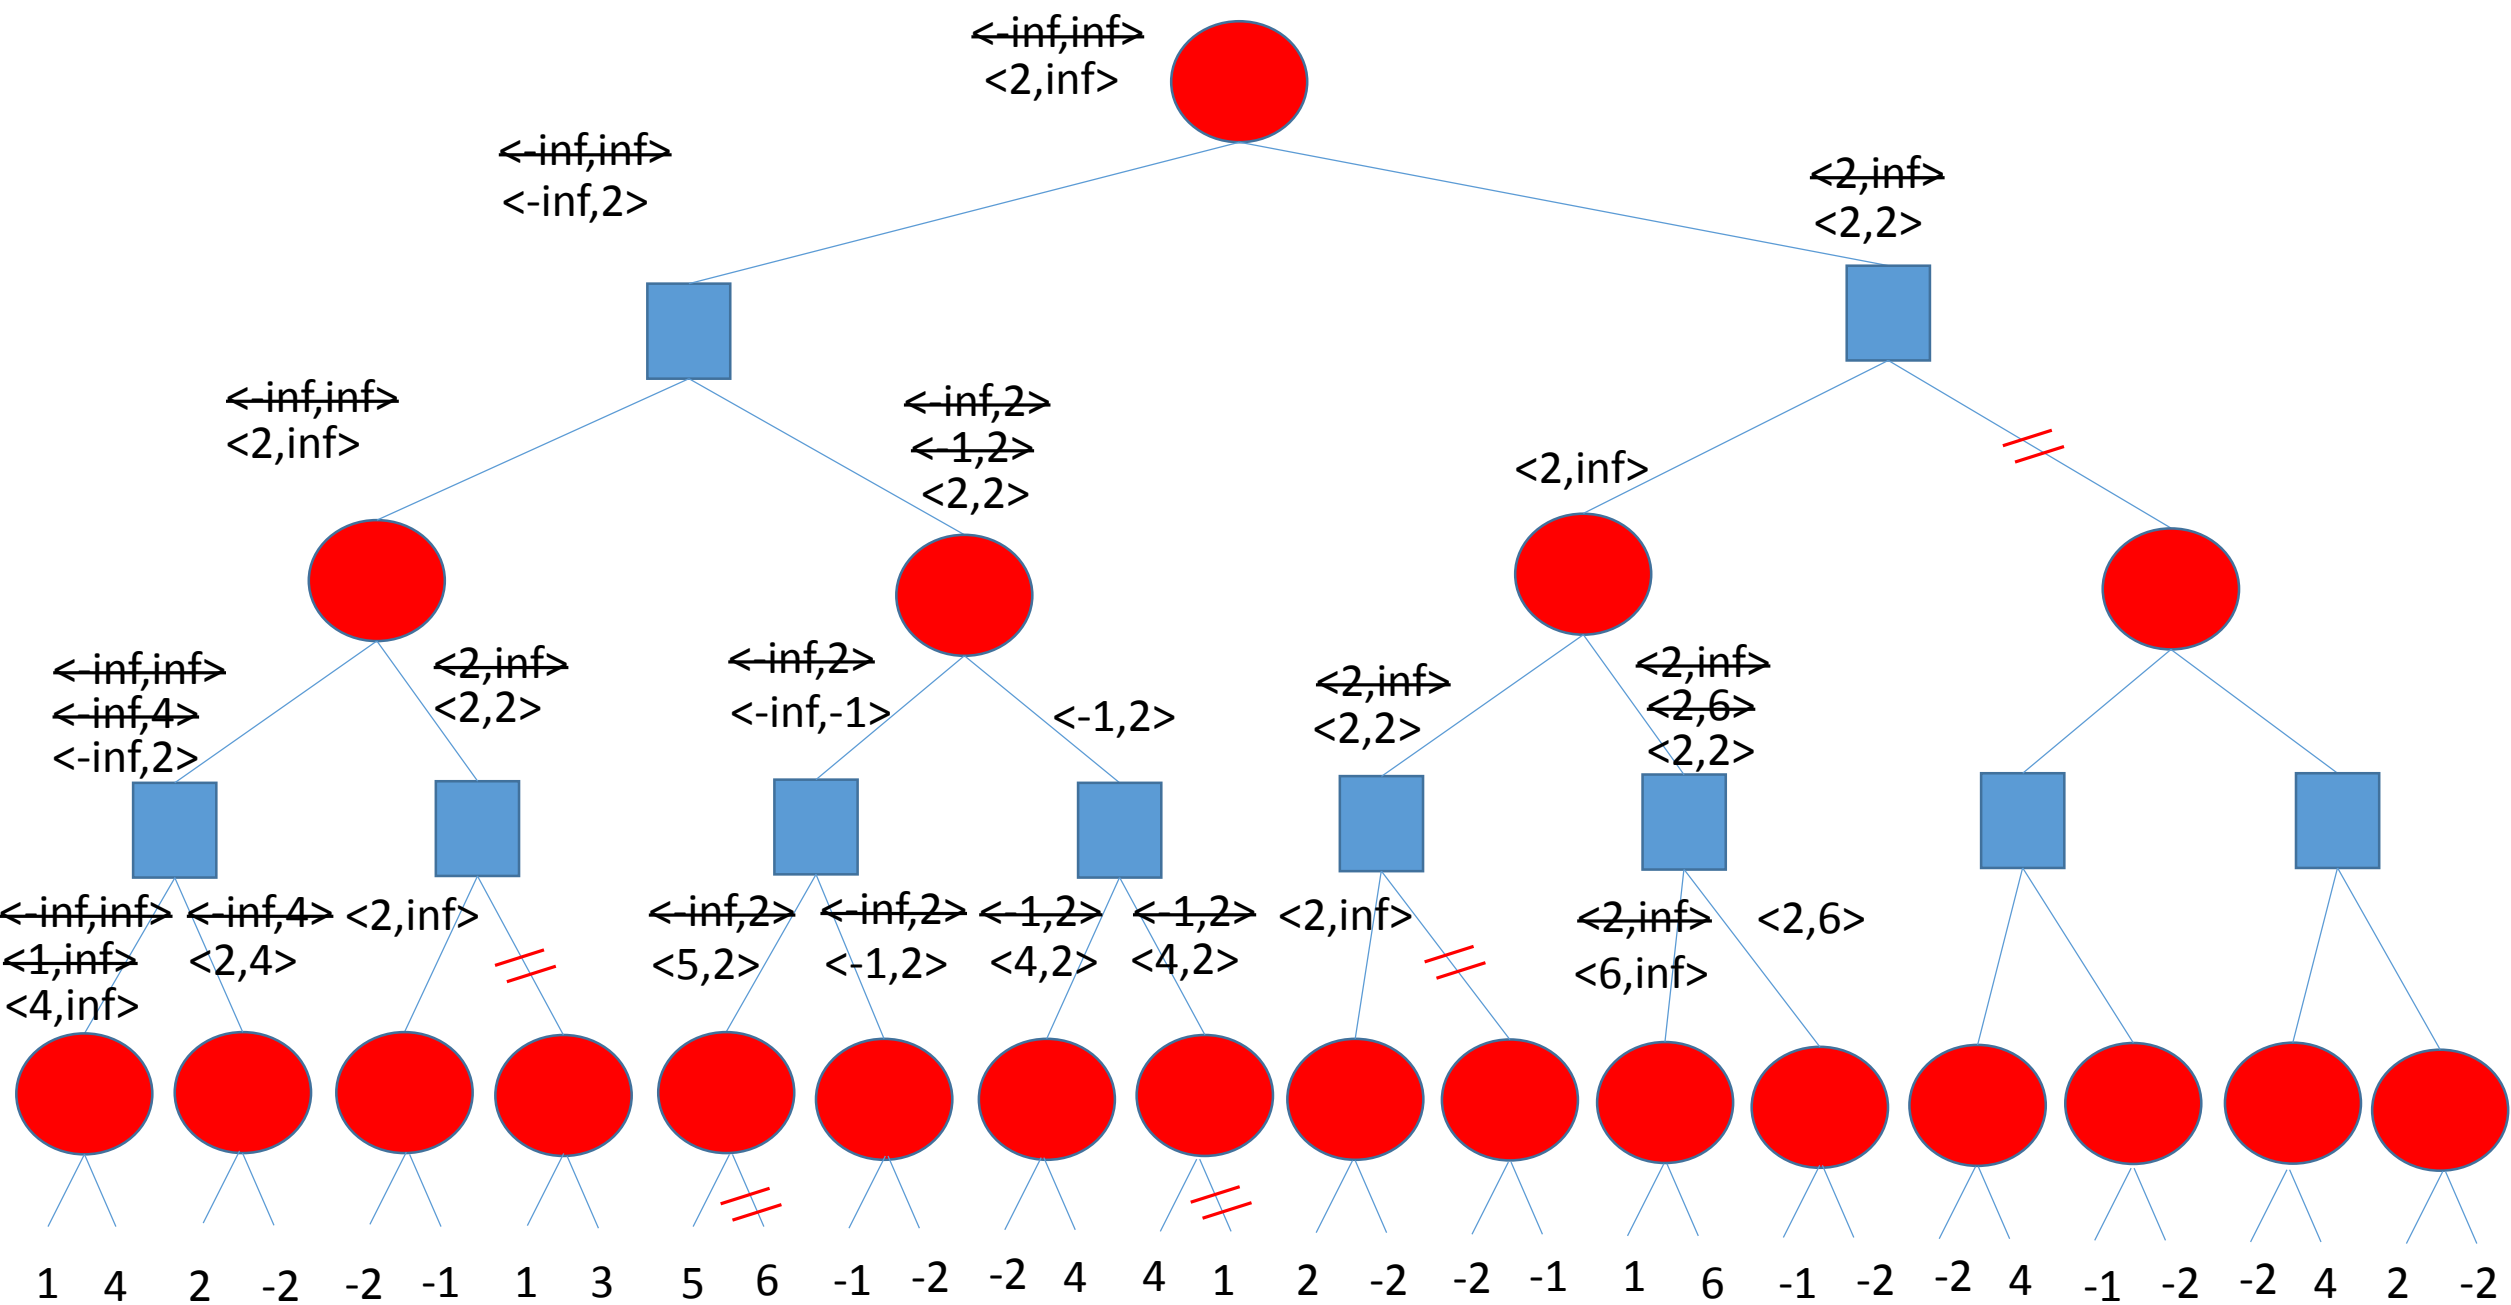 <-inf,inf>
<2,inf>
<-inf,inf>
<-inf,2>
<2,inf>
<2,2>
<-inf,inf>
<2,inf>
<-inf,2>
<-1,2>
<2,2>
<2,inf>
<-inf,inf>
<-inf,4>
<-inf,2>
<2,inf>
<2,2>
<-inf,2>
<-inf,-1>
<-1,2>
<2,inf>
<2,2>
<2,inf>
<2,6>
<2,2>
<-inf,inf>
<1,inf>
<4,inf>
<-inf,4>
<2,4>
<2,inf>
<-inf,2>
<5,2>
<-inf,2>
<-1,2>
<-1,2>
<4,2>
<-1,2>
<4,2>
<2,inf>
<2,inf>
<6,inf>
<2,6>
1 4 2 -2 -2 -1 1 3 5 6 -1 -2 -2 4 4 1 2 -2 -2 -1 1 6 -1 -2 -2 4 -1 -2 -2 4 2 -2